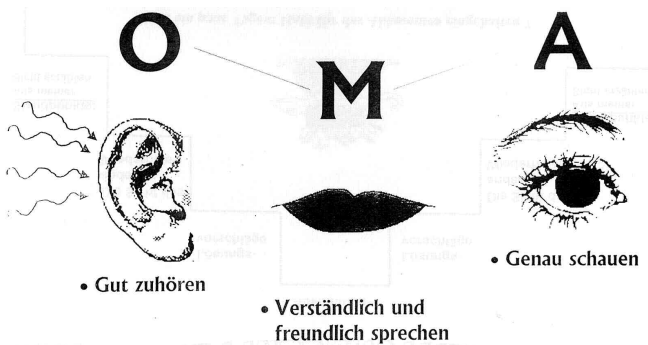 O M A
• Gut zuhören
• Verständlich und
freundlich sprechen
• Genau schauen